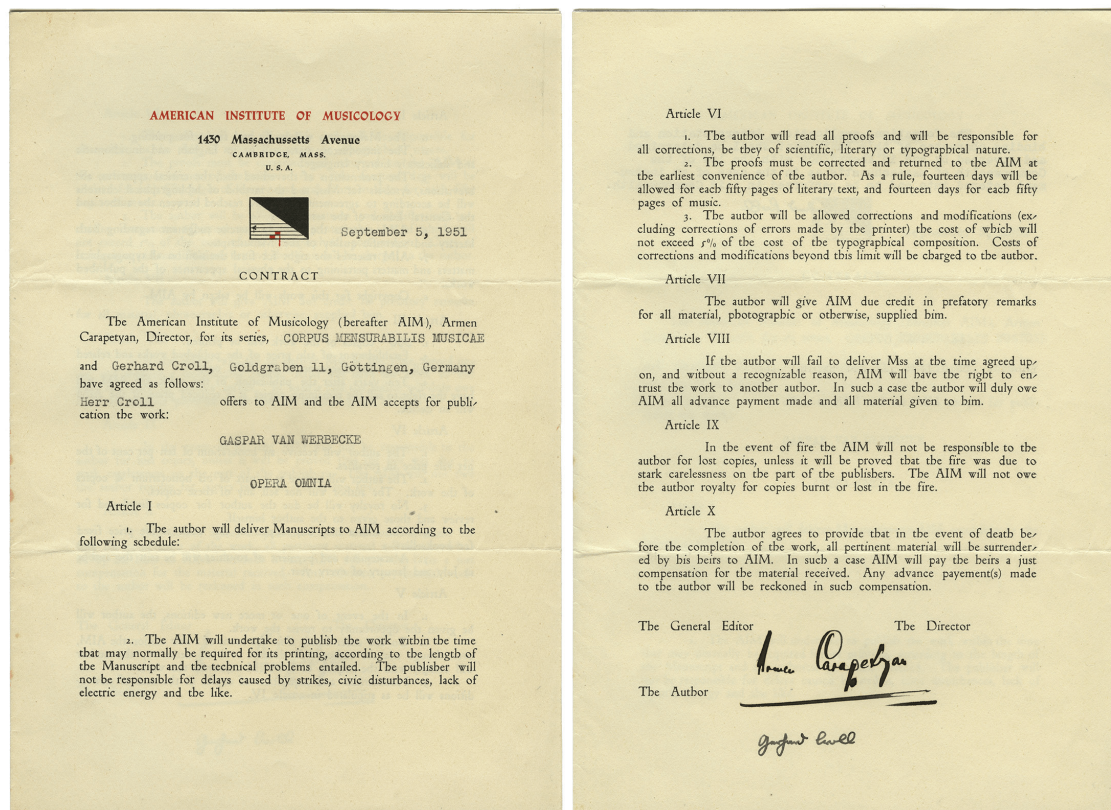 AMERICAN INSTITUTE OF MUSICOLOGY
1430 Massachussetts Avenue
CAMBRIDGE, MASS.
U. S. A.
September 5, 1951
CONTRACT
The American Institute of Musicology (hereafter AIM), Armen
Carapetyan, Director, for its series, CORPUS MENSURABILIS MUSICAE
and Gerhard Croll, Goldgraben 11, Göttingen, Germany
have agreed as follows:
Herr Croll offers to AIM and the AIM accepts for publi-
cation the work:
GASPAR VAN WERBECKE
OPERA OMNIA
Article I
1. The author will deliver Manuscripts to AIM according to the
following schedule:
2. The AIM will undertake to publish the work within the time
that may normally be required for its printing, according to the length of
the Manuscript and the technical problems entailed. The publisher will
not be responsible for delays caused by strikes, civic disturbances, lack of
electric energy and the like.
Article VI
1. The author will read all proofs and will be responsible for
all corrections, be they of scientific, literary or typographical nature.
2. The proofs must be corrected and returned to the AIM at
the earliest convenience of the author. As a rule, fourteen days will be
allowed for each fifty pages of literary text, and fourteen days for each fifty
pages of music.
3. The author will be allowed corrections and modifications (ex-
cluding corrections of errors made by the printer) the cost of which will
not exceed 5% of the cost of the typographical composition. Costs of
corrections and modifications beyond this limit will be charged to the author.
Article VII
The author will give AIM due credit in prefatory remarks
for all material, photographic or otherwise, supplied him.
Article VIII
If the author will fail to deliver Mss at the time agreed up-
on, and without a recognizable reason, AIM will have the right to en-
trust the work to another author. In such a case the author will duly owe
AIM all advance payment made and all material given to him.
Article IX
In the event of fire the AIM will not be responsible to the
author for lost copies, unless it will be proved that the fire was due to
stark carelessness on the part of the publishers. The AIM will not owe
the author royalty for copies burnt or lost in the fire.
Article X
The author agrees to provide that in the event of death be-
fore the completion of the work, all pertinent material will be surrender-
ed by his heirs to AIM. In such a case AIM will pay the heirs a just
compensation for the material received. Any advance payement(s) made
to the author will be reckoned in such compensation.
The General Editor The Director
Armen Carapetyan
The Author
Gerhard Croll